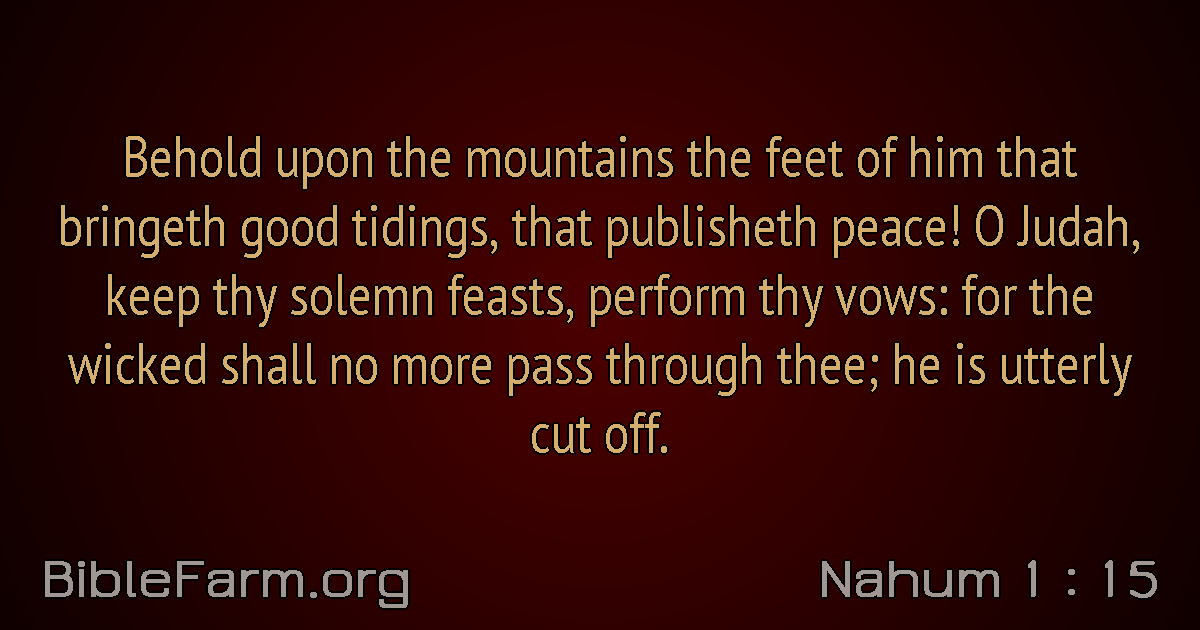 Behold upon the mountains the feet of him that
bringeth good tidings, that publisheth peace! O Judah,
keep thy solemn feasts, perform thy vows: for the
wicked shall no more pass through thee; he is utterly
cut off.
BibleFarm.org
Nahum 1 : 15